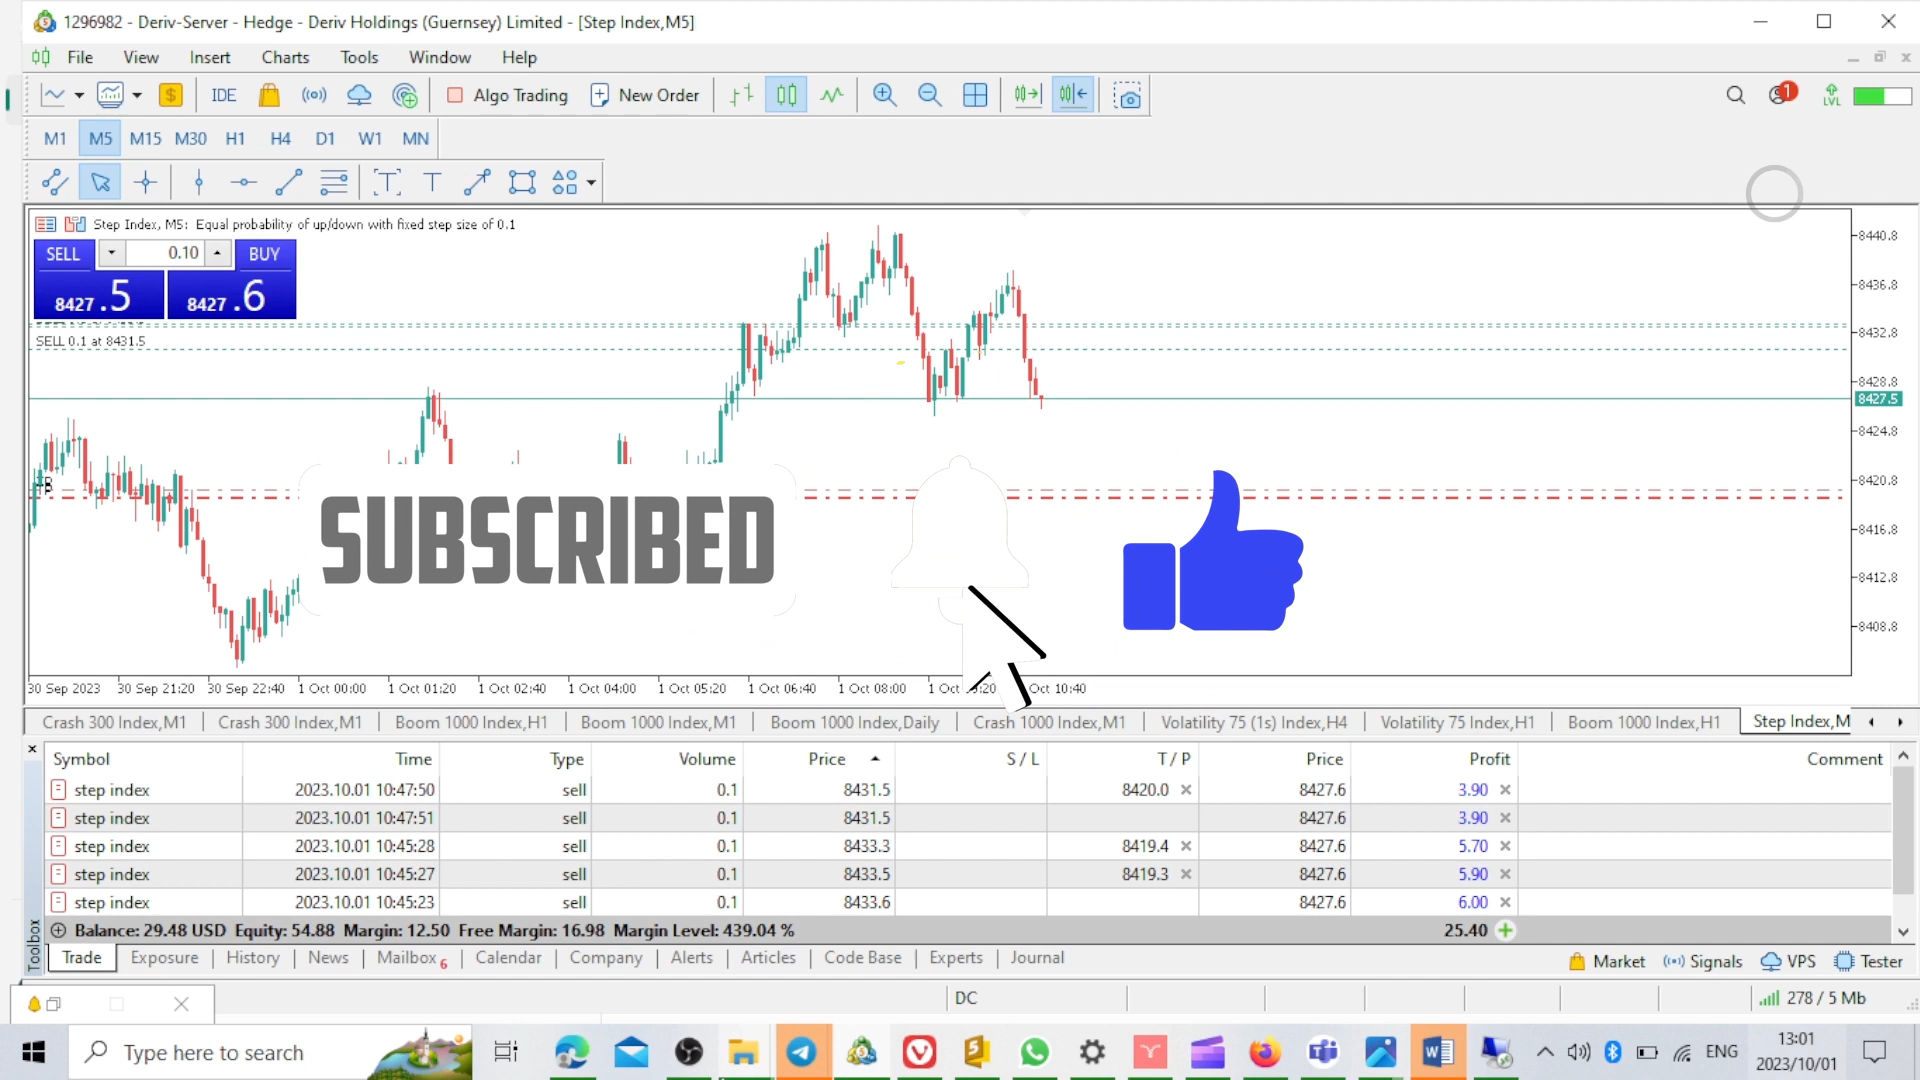 1296982 - Deriv-Server - Hedge - Deriv Holdings (Guernsey) Limited - [Step Index,M5]
File View Insert Charts Tools Window Help
IDE Algo Trading New Order 1 LVL
M1 M5 M15 M30 H1 H4 D1 W1 MN
Step Index, M5: Equal probability of up/down with fixed step size of 0.1
SELL 0.10 BUY
8427.5 8427.6
SELL 0.1 at 8431.5
8440.8
8436.8
8432.8
8428.8
8427.5
8424.8
8420.8
8416.8
8412.8
8408.8
SUBSCRIBED
30 Sep 2023 30 Sep 21:20 30 Sep 22:40 1 Oct 00:00 1 Oct 01:20 1 Oct 02:40 1 Oct 04:00 1 Oct 05:20 1 Oct 06:40 1 Oct 08:00 1 Oct Oct 10:40
Crash 300 Index,M1 Crash 300 Index,M1 Boom 1000 Index,H1 Boom 1000 Index,M1 Boom 1000 Index,Daily Crash 1000 Index,M1 Volatility 75 (1s) Index,H4 Volatility 75 Index,H1 Boom 1000 Index,H1 Step Index,M
Symbol Time Type Volume Price S / L T / P Price Profit Comment
step index 2023.10.01 10:47:50 sell 0.1 8431.5 8420.0 8427.6 3.90
step index 2023.10.01 10:47:51 sell 0.1 8431.5 8427.6 3.90
step index 2023.10.01 10:45:28 sell 0.1 8433.3 8419.4 8427.6 5.70
step index 2023.10.01 10:45:27 sell 0.1 8433.5 8419.3 8427.6 5.90
step index 2023.10.01 10:45:23 sell 0.1 8433.6 8427.6 6.00
Balance: 29.48 USD Equity: 54.88 Margin: 12.50 Free Margin: 16.98 Margin Level: 439.04 % 25.40
Toolbox
Trade Exposure History News Mailbox 6 Calendar Company Alerts Articles Code Base Experts Journal Market Signals VPS Tester
DC 278 / 5 Mb
Type here to search ENG 13:01
2023/10/01